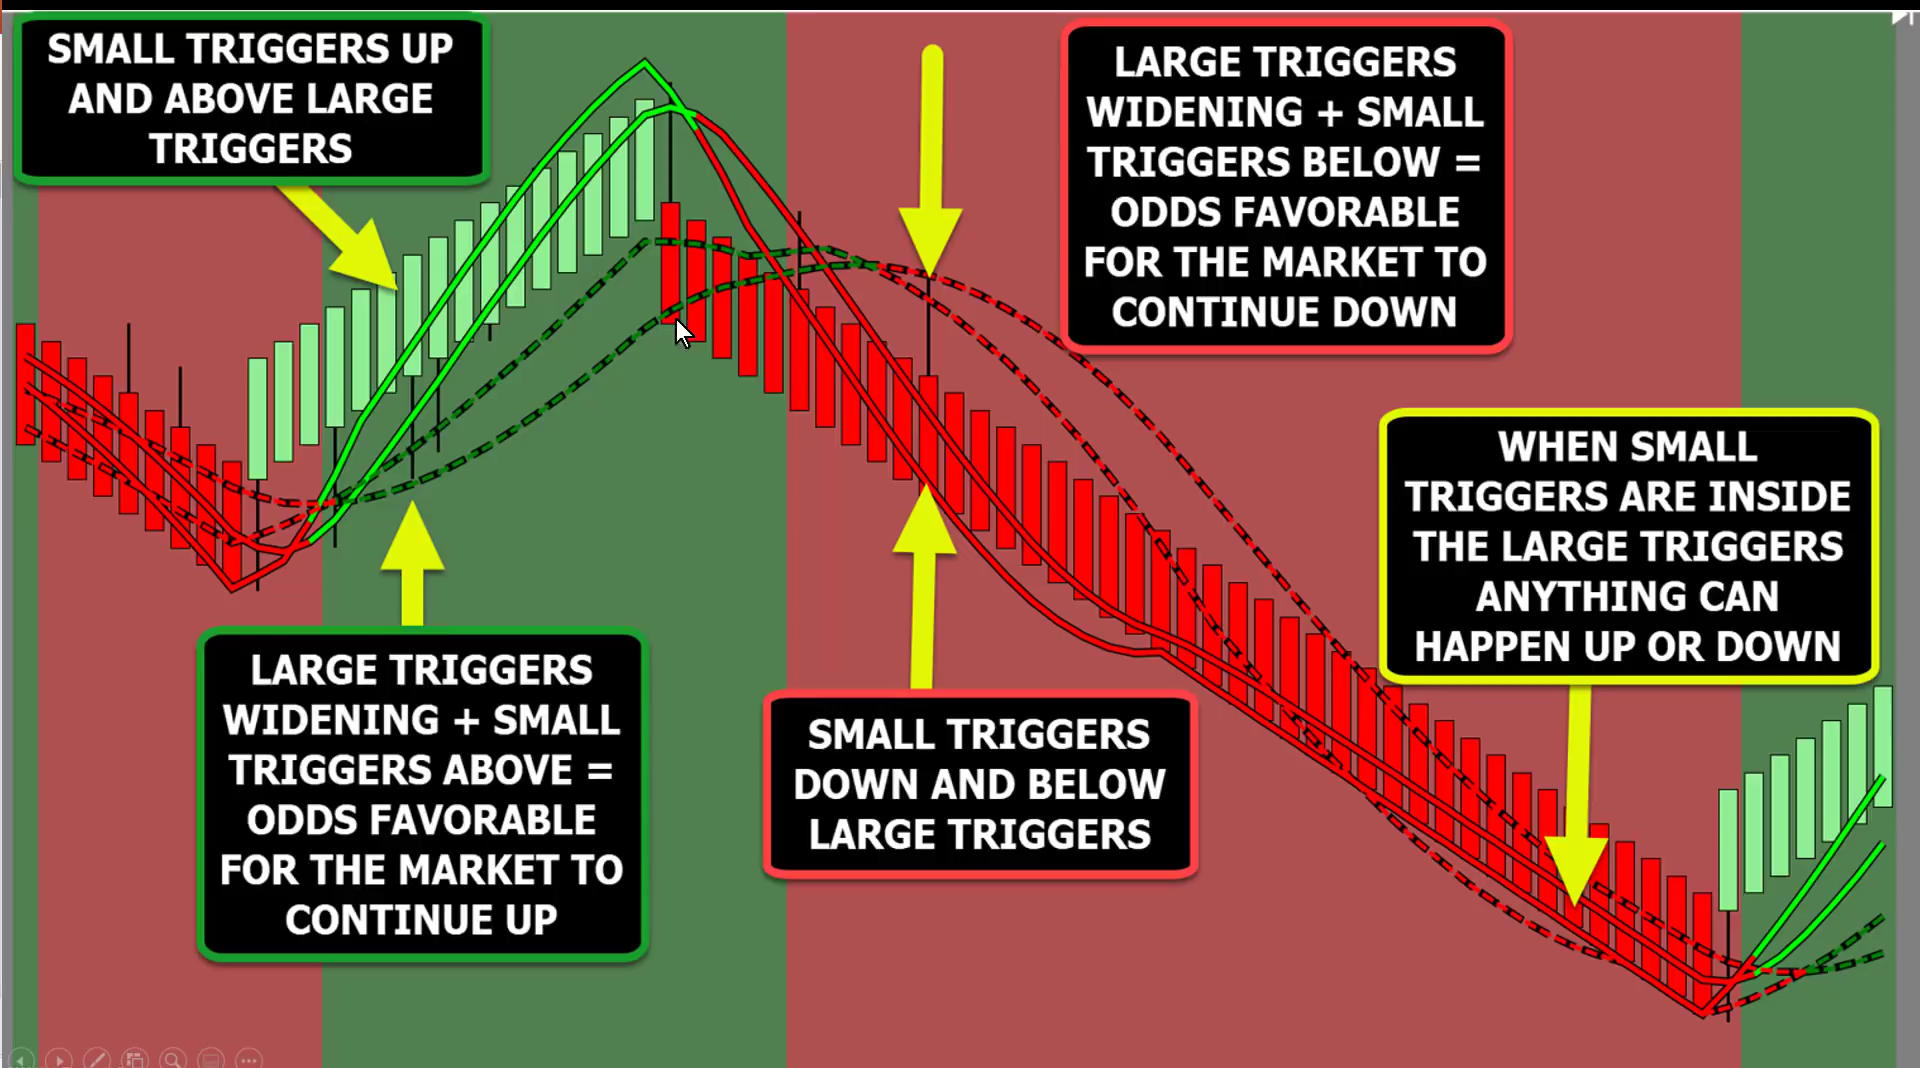 SMALL TRIGGERS UP
AND ABOVE LARGE
TRIGGERS
LARGE TRIGGERS
WIDENING + SMALL
TRIGGERS BELOW =
ODDS FAVORABLE
FOR THE MARKET TO
CONTINUE DOWN
WHEN SMALL
TRIGGERS ARE INSIDE
THE LARGE TRIGGERS
ANYTHING CAN
HAPPEN UP OR DOWN
LARGE TRIGGERS
WIDENING + SMALL
TRIGGERS ABOVE =
ODDS FAVORABLE
FOR THE MARKET TO
CONTINUE UP
SMALL TRIGGERS
DOWN AND BELOW
LARGE TRIGGERS